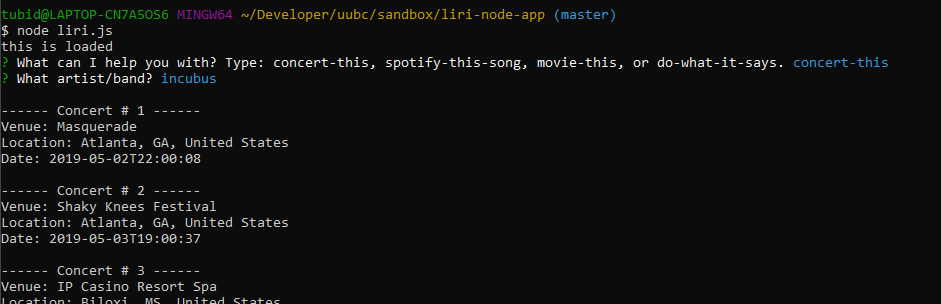 tubid@LAPTOP-CN7A5OS6 MINGW64 ~/Developer/uubc/sandbox/liri-node-app (master)
$ node liri.js
this is loaded
? What can I help you with? Type: concert-this, spotify-this-song, movie-this, or do-what-it-says. concert-this
? What artist/band? incubus
------ Concert # 1 ------
Venue: Masquerade
Location: Atlanta, GA, United States
Date: 2019-05-02T22:00:08
------ Concert # 2 ------
Venue: Shaky Knees Festival
Location: Atlanta, GA, United States
Date: 2019-05-03T19:00:37
------ Concert # 3 ------
Venue: IP Casino Resort Spa
Location: Biloxi, MS, United States